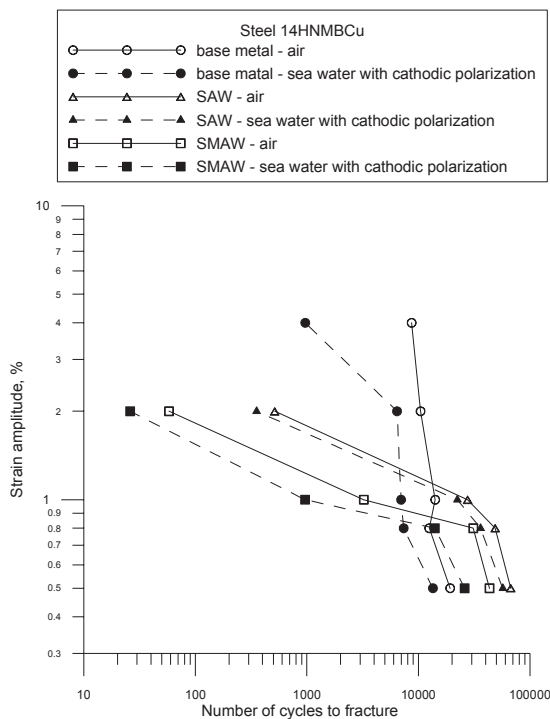 Steel 14HNMBCu
base metal - air
base matal - sea water with cathodic polarization
SAW - air
SAW - sea water with cathodic polarization
SMAW - air
SMAW - sea water with cathodic polarization
10
9
8
7
6
5
4
3
2
1
0.9
0.8
0.7
0.6
0.5
0.4
0.3
Strain amplitude, %
10 100 1000 10000 100000
Number of cycles to fracture